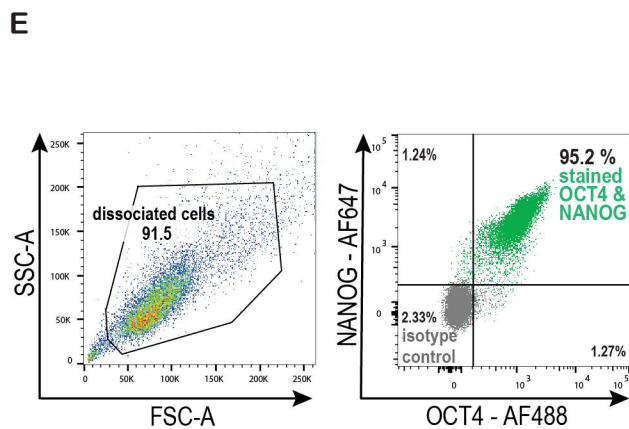 E
SSC-A
250K
200K
150K
100K
50K
0
dissociated cells
91.5
0
50K
100K
150K
200K
250K
FSC-A
NANOG - AF647
10^5
10^4
10^3
0
1.24%
95.2 %
stained
OCT4 &
NANOG
2.33%
isotype
control
1.27%
0
10^3
10^4
10^5
OCT4 - AF488